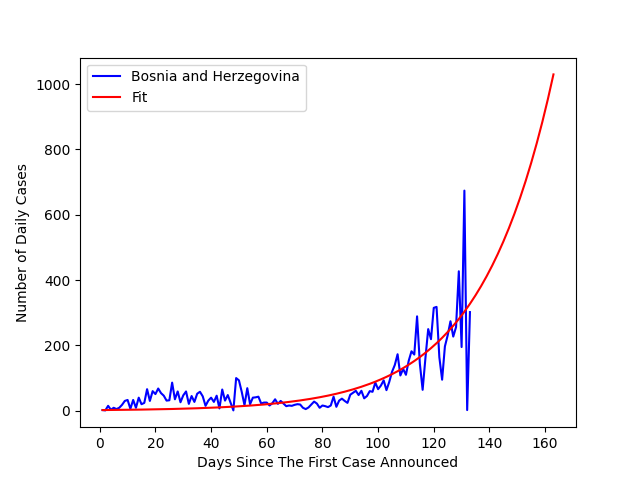 Bosnia and Herzegovina
Fit
1000
800
600
400
200
0
Number of Daily Cases
0 20 40 60 80 100 120 140 160
Days Since The First Case Announced